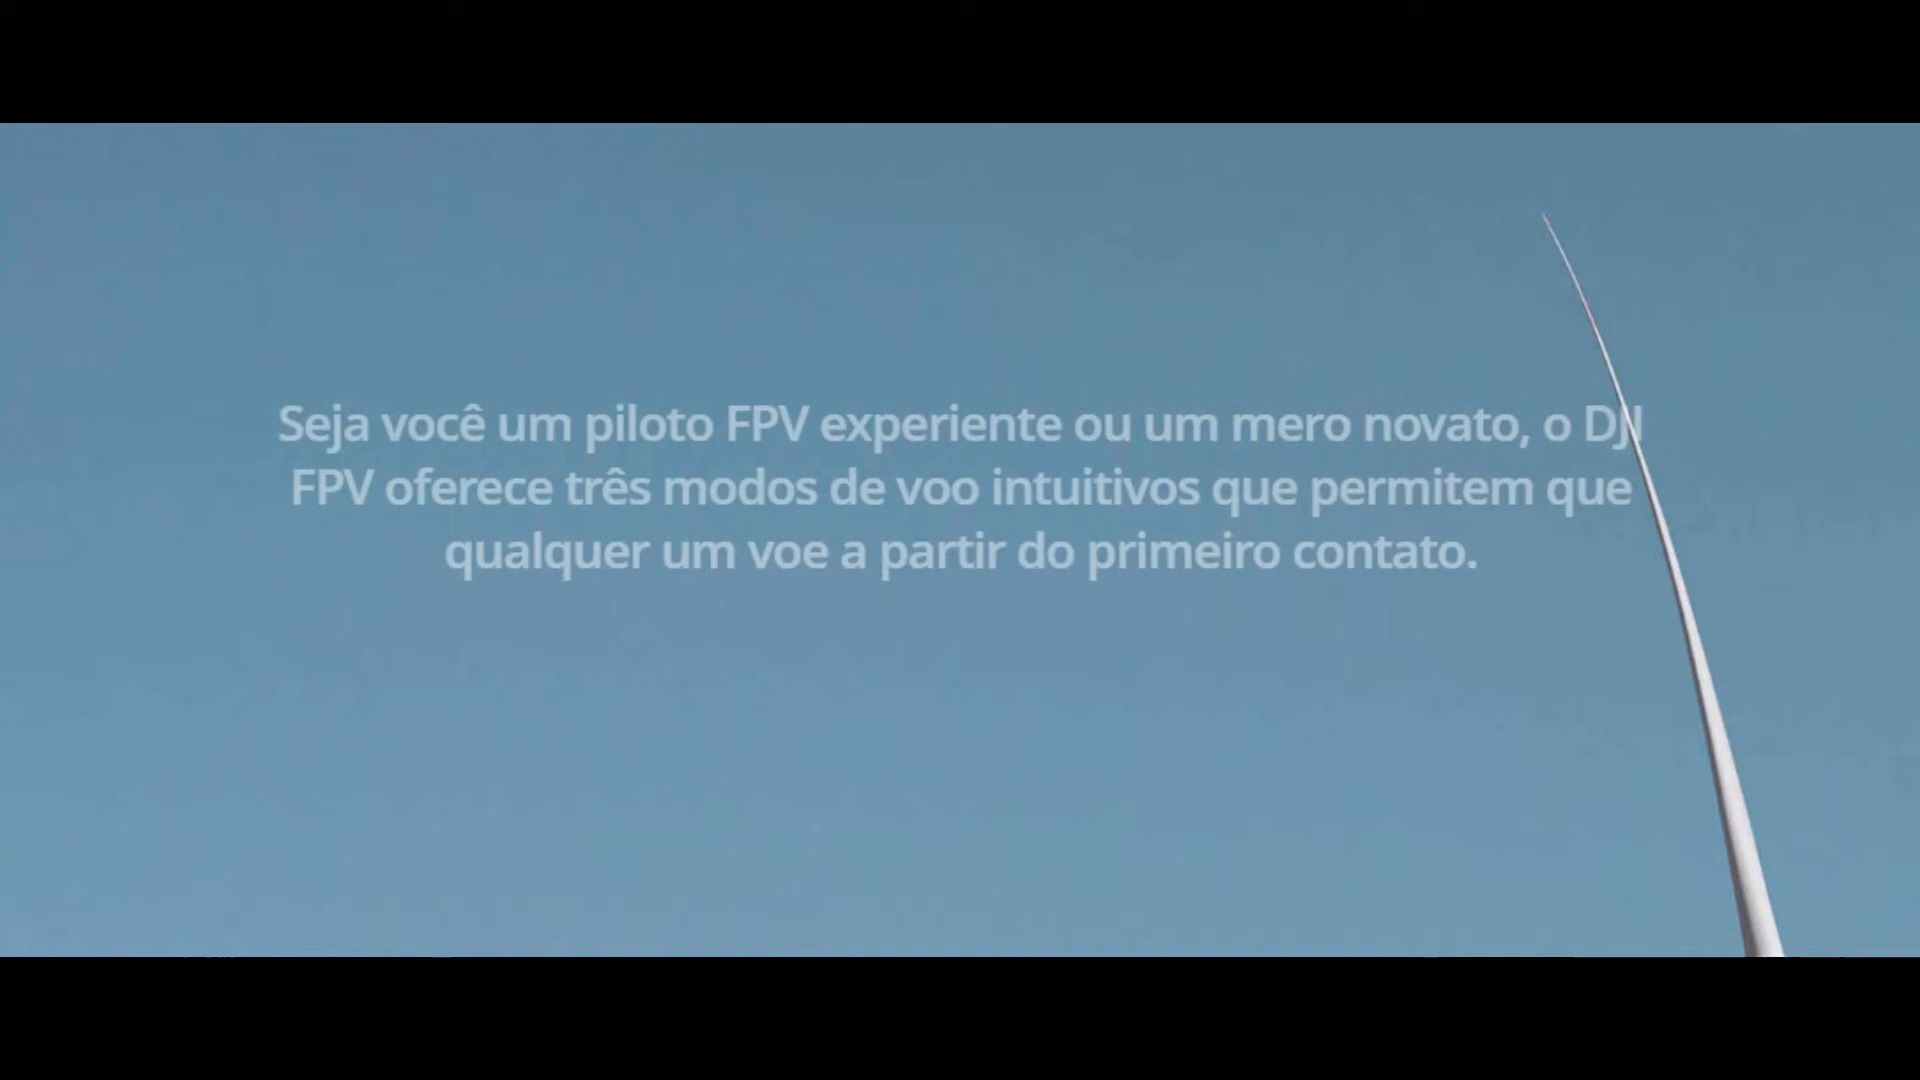 Seja você um piloto FPV experiente ou um mero novato, o DJI
FPV oferece três modos de voo intuitivos que permitem que
qualquer um voe a partir do primeiro contato.